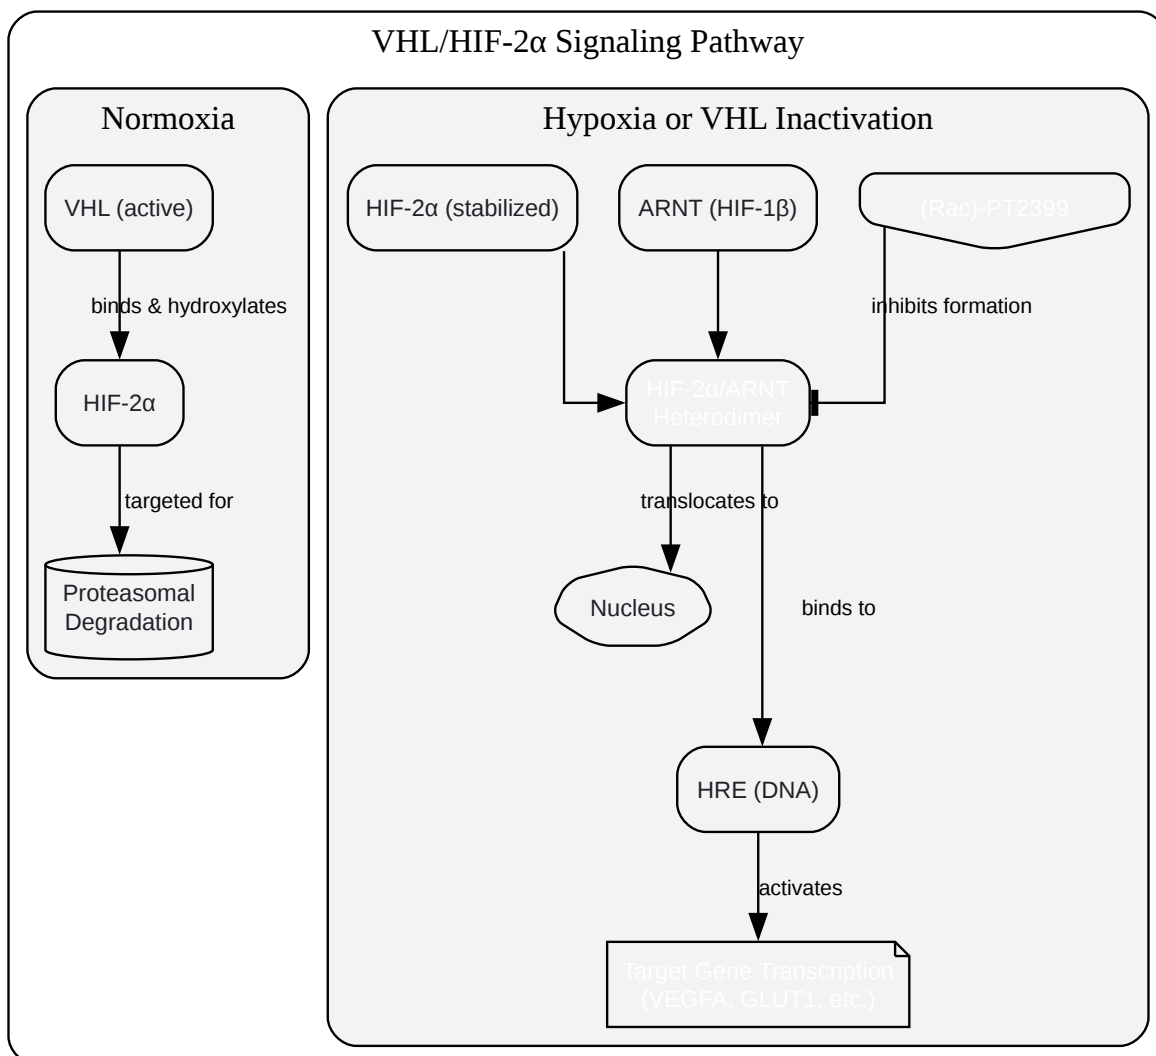 VHL/HIF-2α Signaling Pathway
Normoxia
VHL (active)
binds & hydroxylates
HIF-2α
targeted for
Proteasomal
Degradation
Hypoxia or VHL Inactivation
HIF-2α (stabilized)
ARNT (HIF-1β)
(Rac)-PT2399
inhibits formation
HIF-2α/ARNT
Heterodimer
translocates to
Nucleus
binds to
HRE (DNA)
activates
Target Gene Transcription
(VEGFA, GLUT1, etc.)